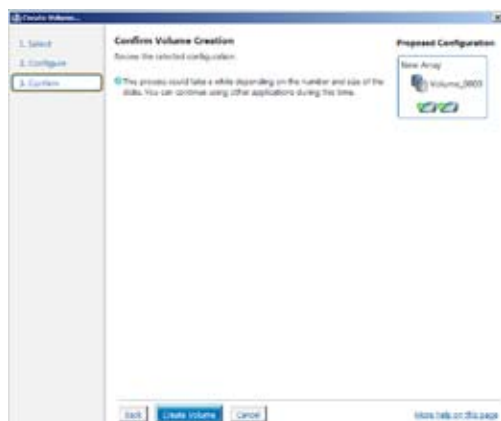 Create Volume...
1. Select
2. Configure
3. Confirm
Confirm Volume Creation
Review the selected configuration.
This process could take a while depending on the number and size of the
disks. You can continue using other applications during this time.
Proposed Configuration
New Array
Volume_0003
Back
Create Volume
Cancel
More help on this page